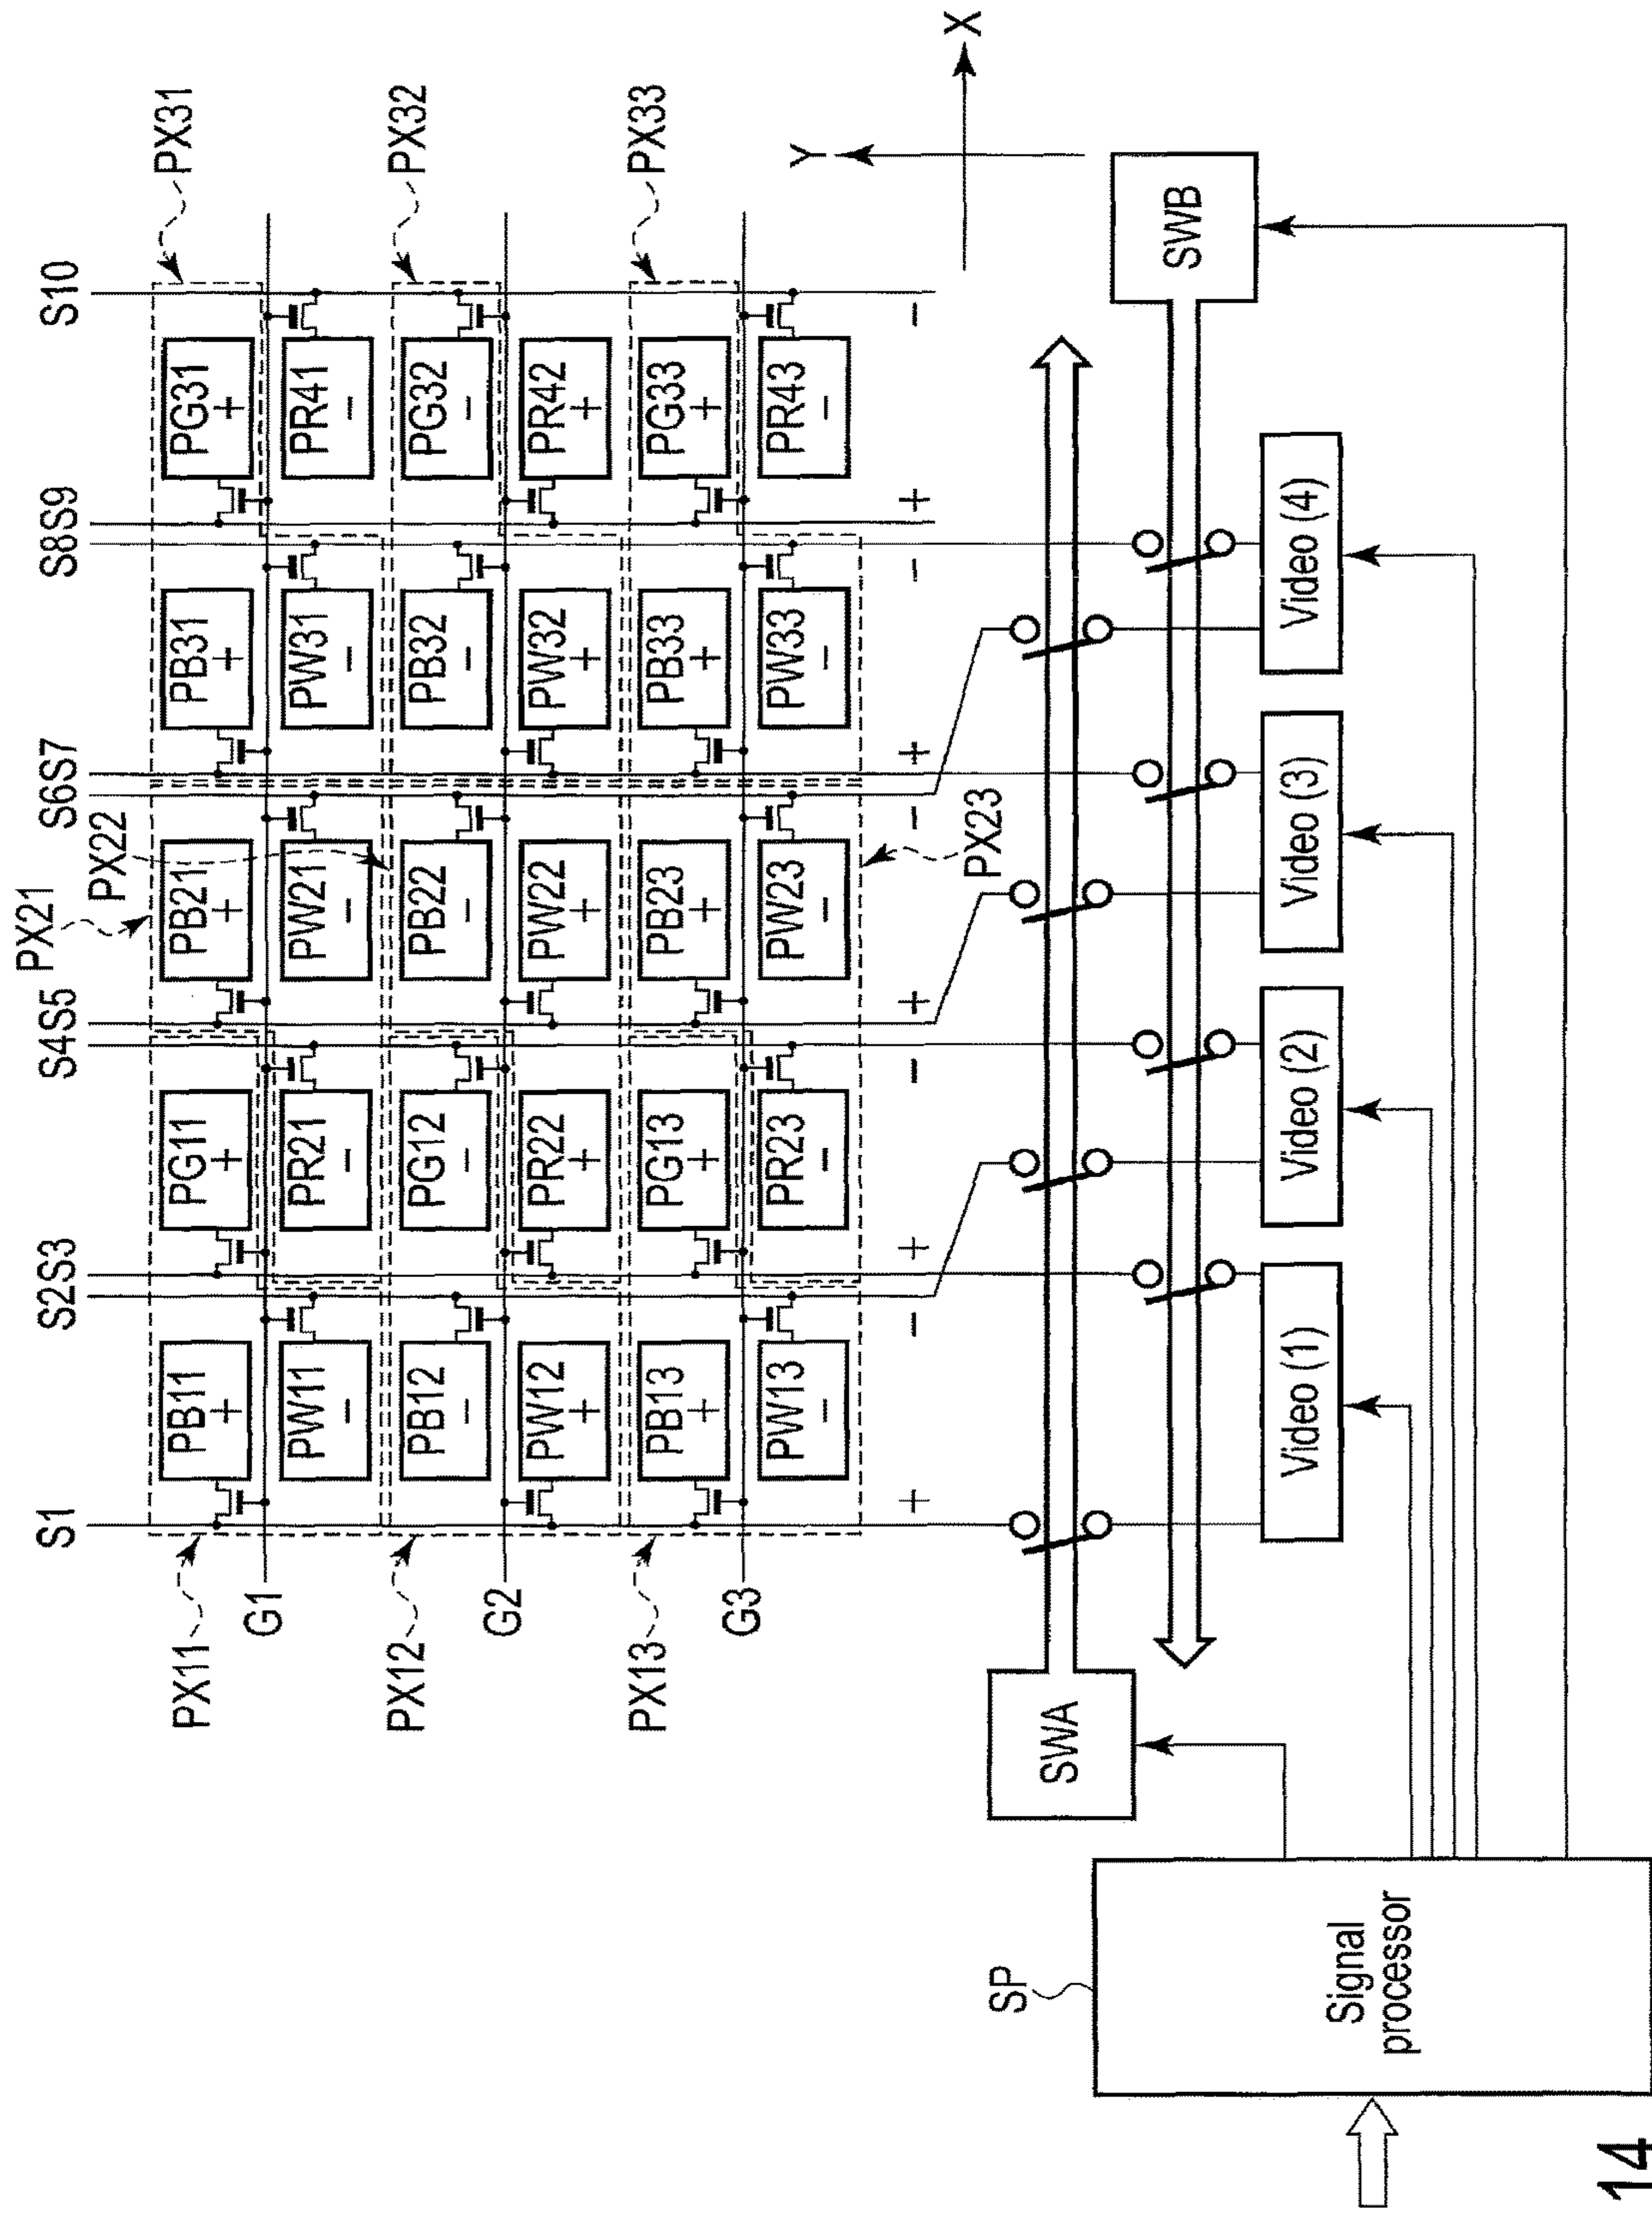 S1
S2S3
S4S5
S6S7
S8S9
S10
PX21
PX22
PX31
PX11
PB11
+
PG11
+
PB21
+
PB31
+
PG31
+
G1
PW11
−
PR21
−
PW21
−
PW31
−
PR41
−
PX32
PX12
PB12
−
PG12
−
PB22
−
PB32
−
PG32
−
G2
PW12
+
PR22
+
PW22
+
PW32
+
PR42
+
PX33
PX13
PB13
+
PG13
+
PB23
+
PB33
+
PG33
+
G3
PW13
−
PR23
−
PW23
−
PW33
−
PR43
−
+ − + − + − + − + −
PX23
Y
X
SWA
SWB
SP
Signal
processor
Video (1)
Video (2)
Video (3)
Video (4)
14